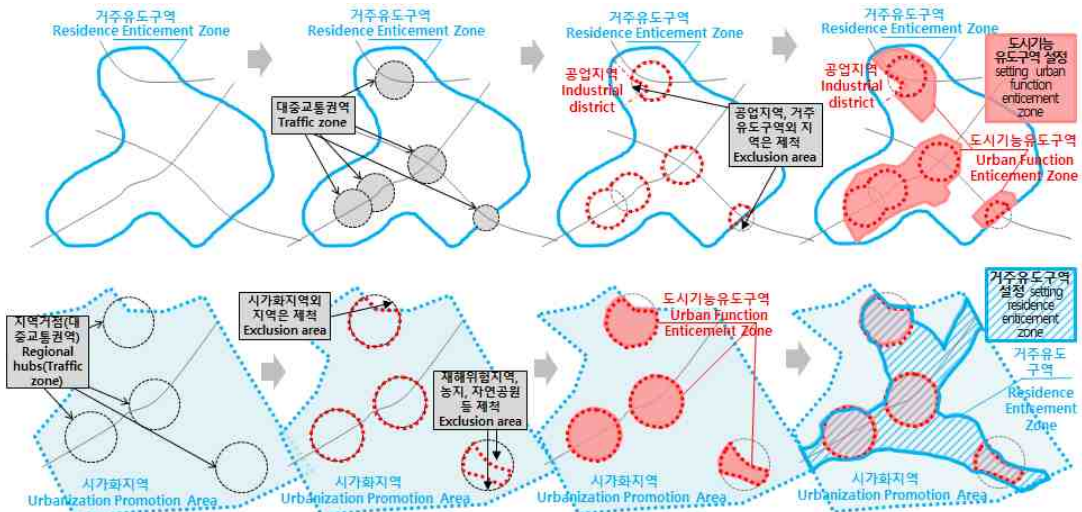 거주유도구역
Residence Enticement Zone
거주유도구역
Residence Enticement Zone
대중교통권역
Traffic zone
거주유도구역
Residence Enticement Zone
공업지역
Industrial
district
공업지역, 거주
유도구역외 지
역은 제척
Exclusion area
거주유도구역
Residence Enticement Zone
공업지역
Industrial
district
도시기능
유도구역 설정
setting urban
function
enticement
zone
도시기능유도구역
Urban Function
Enticement Zone
지역거점(대
중교통권역)
Regional
hubs(Traffic
zone)
시가화지역
Urbanization Promotion Area
시가화지역외
지역은 제척
Exclusion area
재해위험지역,
농지, 자연공원
등 제척
Exclusion area
시가화지역
Urbanization Promotion Area
도시기능유도구역
Urban Function
Enticement Zone
시가화지역
Urbanization Promotion Area
거주유도구역
설정 setting
residence
enticement
zone
거주유도
구역
Residence
Enticement
Zone
시가화지역
Urbanization Promotion Area